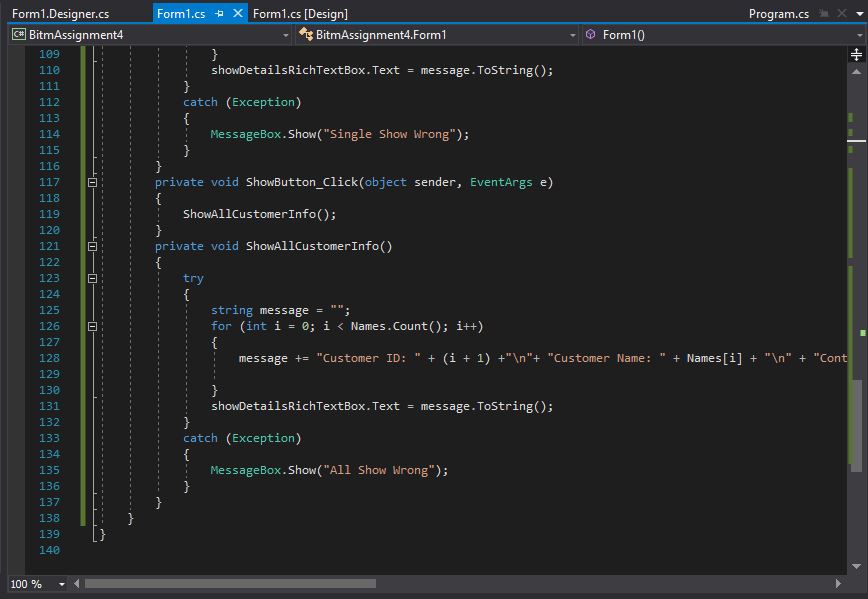 Form1.Designer.cs Form1.cs Form1.cs [Design] Program.cs
C# BitmAssignment4 BitmAssignment4.Form1 Form1()
109 }
110 showDetailsRichTextBox.Text = message.ToString();
111 }
112 catch (Exception)
113 {
114 MessageBox.Show("Single Show Wrong");
115 }
116 }
117 private void ShowButton_Click(object sender, EventArgs e)
118 {
119 ShowAllCustomerInfo();
120 }
121 private void ShowAllCustomerInfo()
122 {
123 try
124 {
125 string message = "";
126 for (int i = 0; i < Names.Count(); i++)
127 {
128 message += "Customer ID: " + (i + 1) +"\n"+ "Customer Name: " + Names[i] + "\n" + "Cont
129
130 }
131 showDetailsRichTextBox.Text = message.ToString();
132 }
133 catch (Exception)
134 {
135 MessageBox.Show("All Show Wrong");
136 }
137 }
138 }
139 }
140
100 %